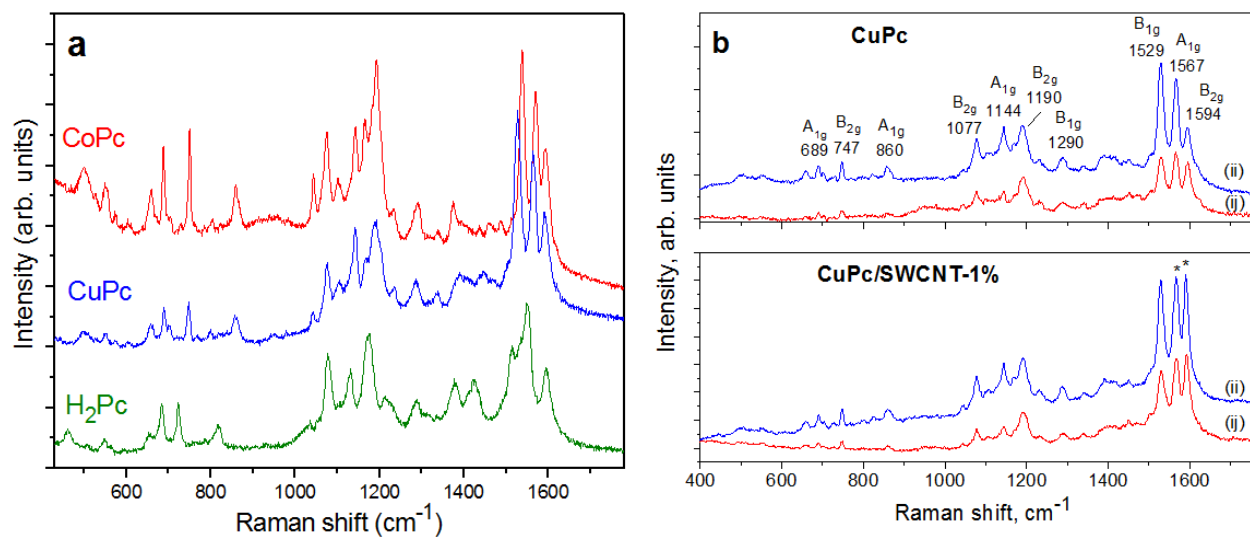 a
CoPc
CuPc
H₂Pc
Intensity (arb. units)
600 800 1000 1200 1400 1600
Raman shift (cm⁻¹)
b
CuPc
B₁g
1529
A₁g
1567
B₂g
1594
B₂g
1190
A₁g
1144
B₂g
1077
B₁g
1290
A₁g
689
B₂g
747
A₁g
860
(ii)
(ij)
CuPc/SWCNT-1%
* *
(ii)
(ij)
Intensity, arb. units
400 600 800 1000 1200 1400 1600
Raman shift, cm⁻¹